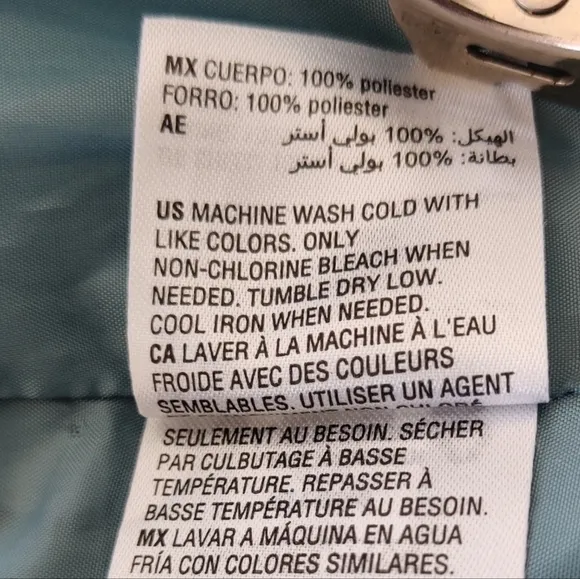 MX CUERPO: 100% poliester
FORRO: 100% poliester
AE
الهيكل: 100% بولي أستر
بطانة: 100% بولي أستر
US MACHINE WASH COLD WITH
LIKE COLORS. ONLY
NON-CHLORINE BLEACH WHEN
NEEDED. TUMBLE DRY LOW.
COOL IRON WHEN NEEDED.
CA LAVER À LA MACHINE À L'EAU
FROIDE AVEC DES COULEURS
SEMBLABLES. UTILISER UN AGENT
SEULEMENT AU BESOIN. SÉCHER
PAR CULBUTAGE À BASSE
TEMPÉRATURE. REPASSER À
BASSE TEMPÉRATURE AU BESOIN.
MX LAVAR A MÁQUINA EN AGUA
FRÍA CON COLORES SIMILARES.